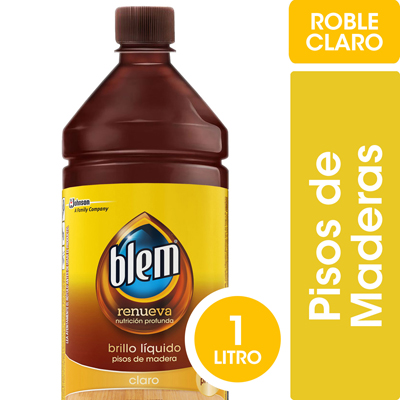 ROBLE
CLARO
Pisos de
Maderas
Johnson
A Family Company
blem
renueva
nutrición profunda
brillo líquido
pisos de madera
claro
1
LITRO